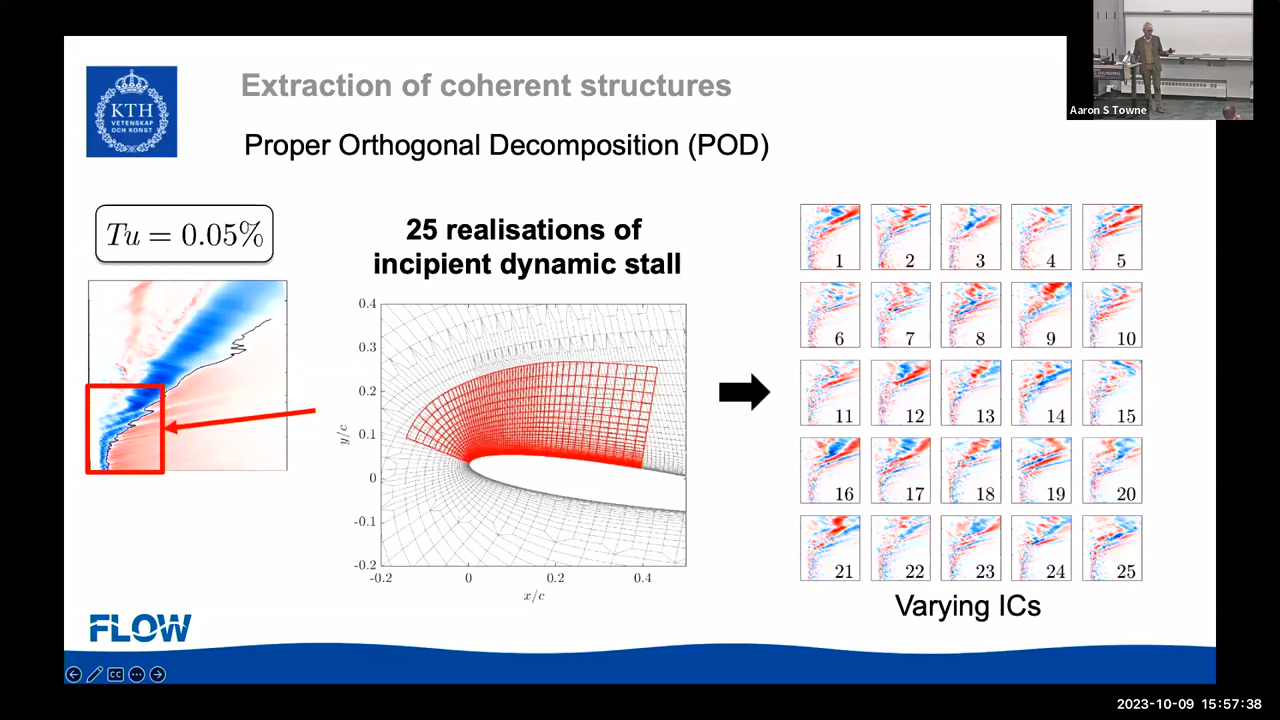 Extraction of coherent structures
KTH
VETENSKAP
OCH KONST
Proper Orthogonal Decomposition (POD)
Aaron S Towne
Tu = 0.05%
25 realisations of
incipient dynamic stall
0.4
0.3
0.2
0.1
0
-0.1
-0.2
y/c
-0.2 0 0.2 0.4
x/c
1 2 3 4 5
6 7 8 9 10
11 12 13 14 15
16 17 18 19 20
21 22 23 24 25
Varying ICs
FLOW
CC
2023-10-09 15:57:38